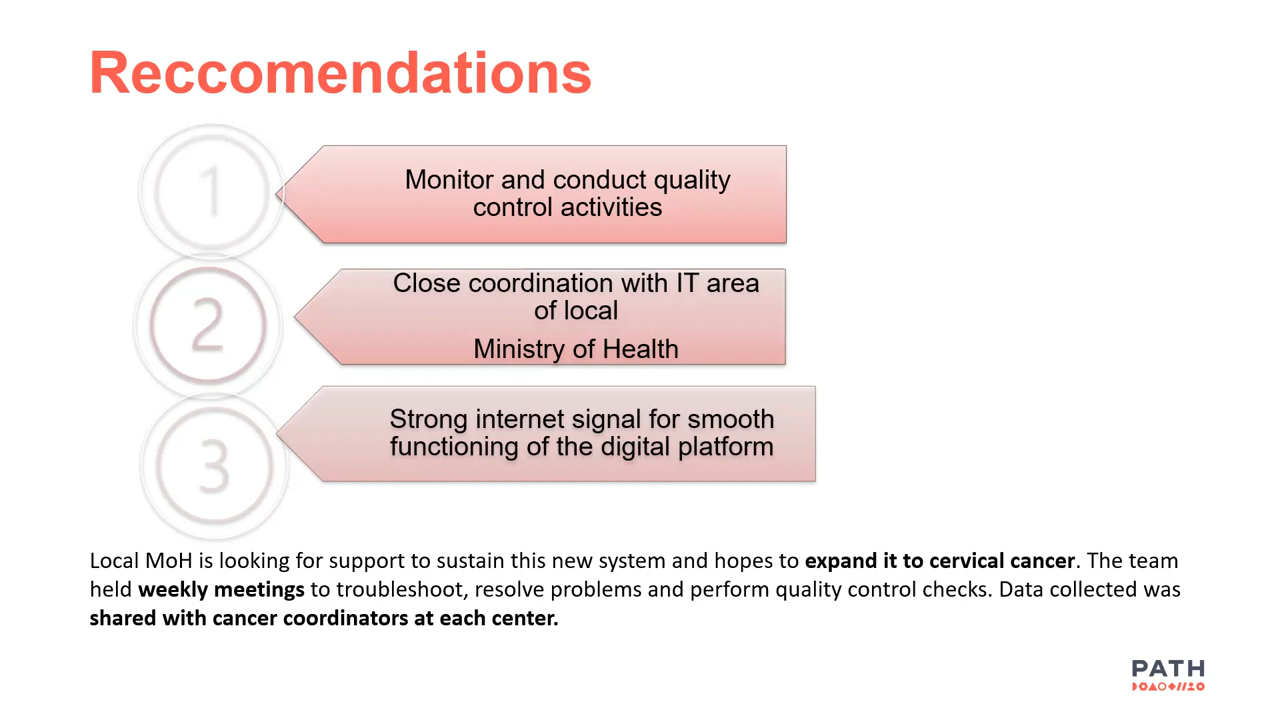 Reccomendations
1
Monitor and conduct quality
control activities
2
Close coordination with IT area
of local
Ministry of Health
3
Strong internet signal for smooth
functioning of the digital platform
Local MoH is looking for support to sustain this new system and hopes to expand it to cervical cancer. The team
held weekly meetings to troubleshoot, resolve problems and perform quality control checks. Data collected was
shared with cancer coordinators at each center.
PATH